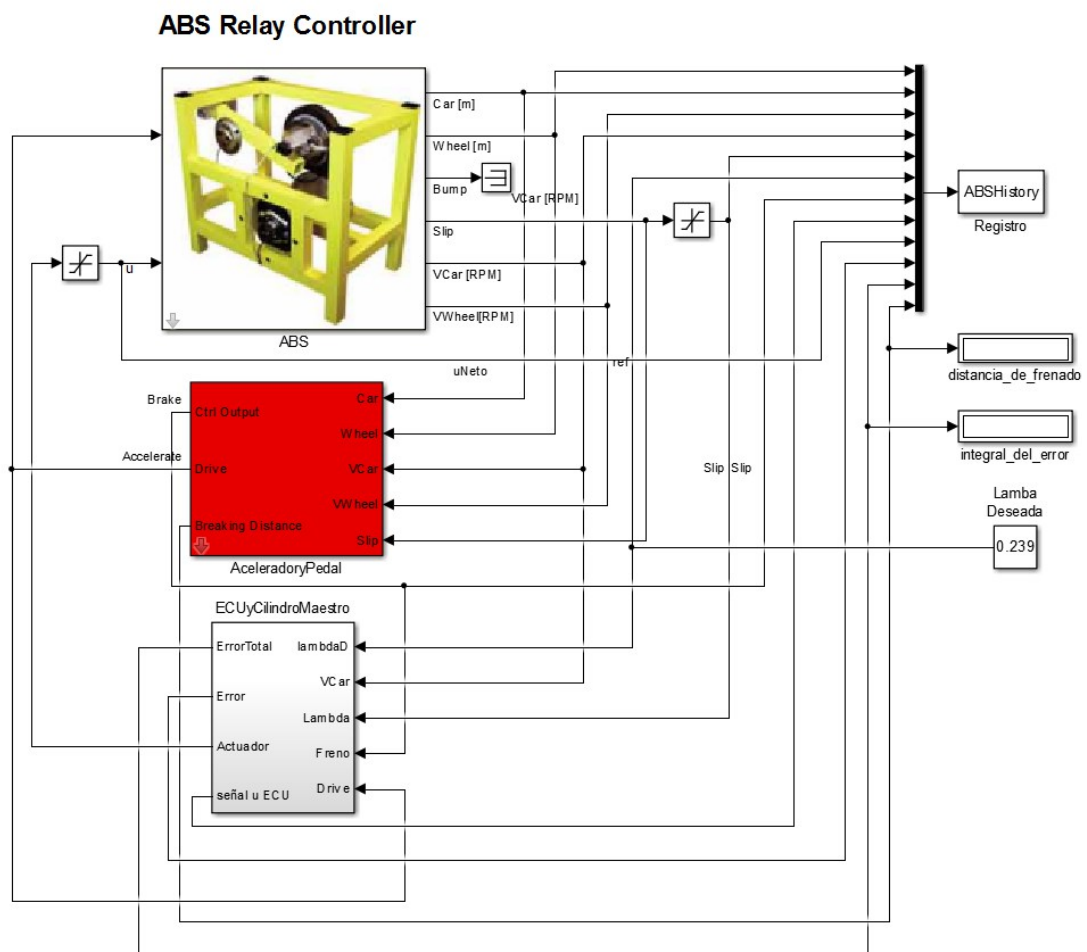 ABS Relay Controller
Car [m]
Wheel [m]
Bump
VCar [RPM]
Slip
VCar [RPM]
VWheel[RPM]
u
ABS
ABSHistory
Registro
uNeto
ref
distancia_de_frenado
integral_del_error
Lamba
Deseada
0.239
Slip
Slip
Brake
Accelerate
Ctrl Output
Drive
Breaking Distance
Car
Wheel
VCar
VWheel
Slip
AceleradoryPedal
ECUyCilindroMaestro
ErrorTotal
Error
Actuador
señal u ECU
lambdaD
VCar
Lambda
Freno
Drive